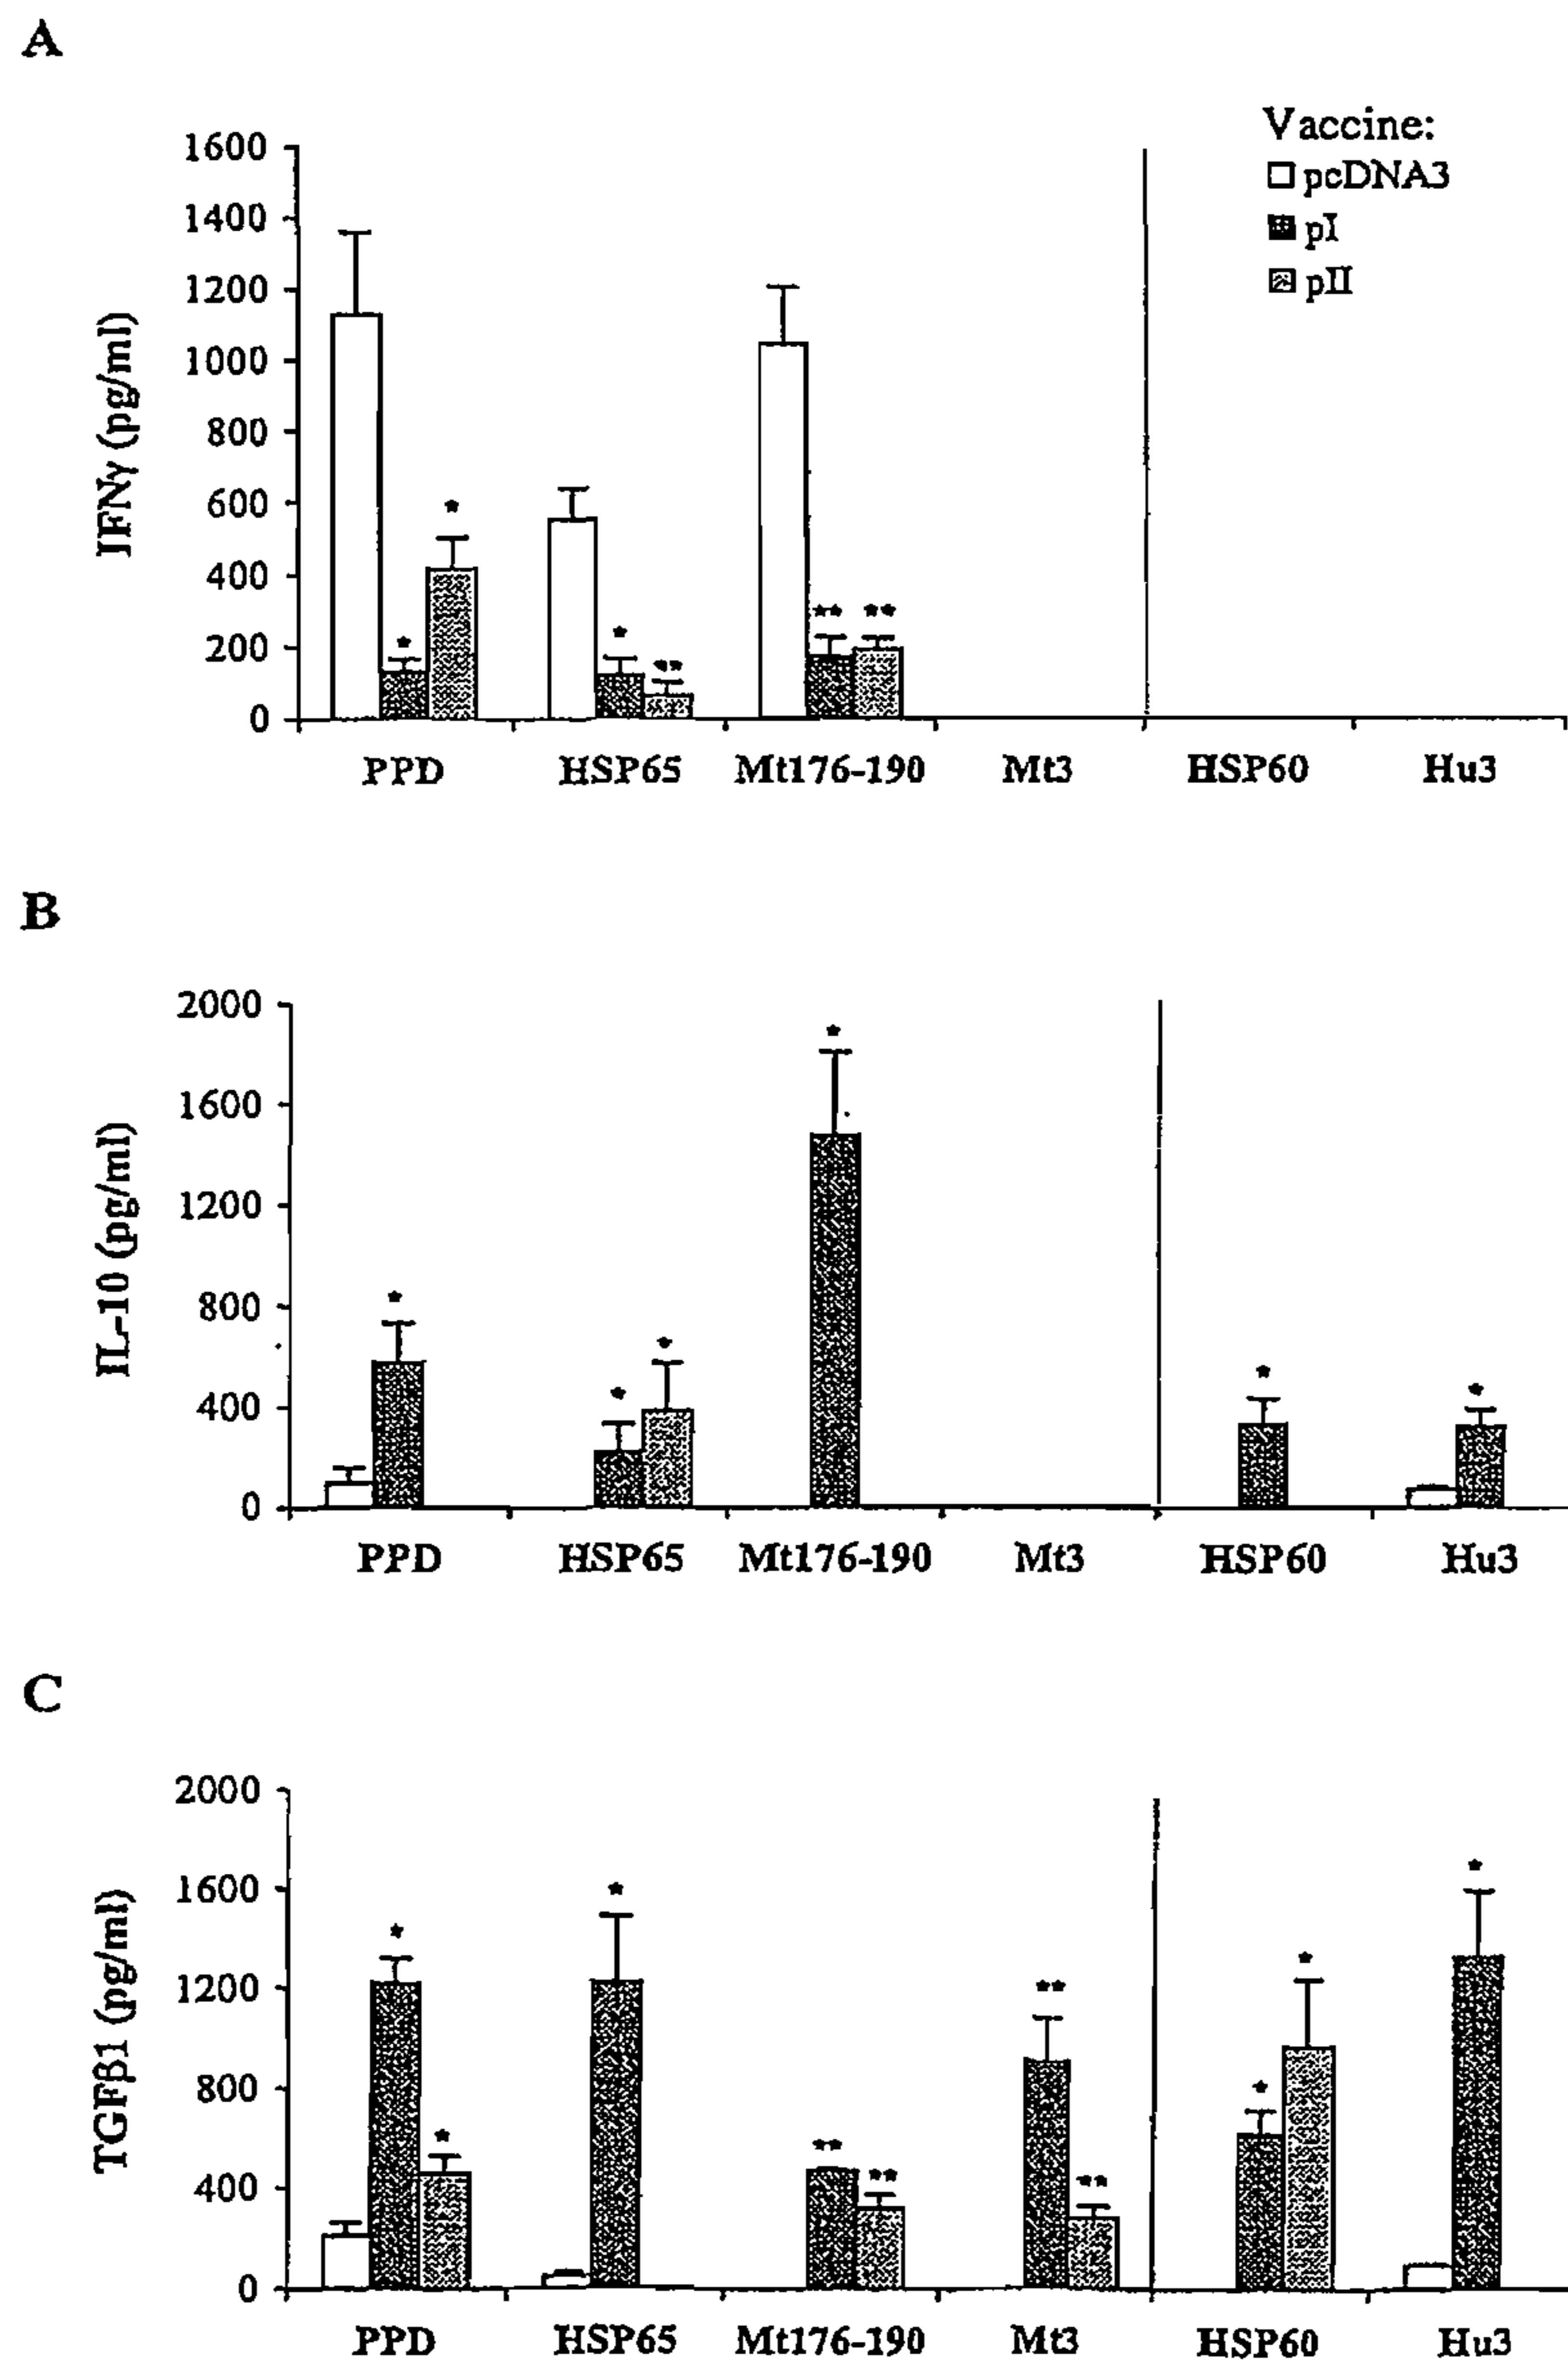 A
Vaccine:
pcDNA3
pI
pII
IFNγ (pg/ml)
1600
1400
1200
1000
800
600
400
200
0
* * * ** ** **
PPD HSP65 Mt176-190 Mt3 HSP60 Hu3
B
IL-10 (pg/ml)
2000
1600
1200
800
400
0
* * * * * *
PPD HSP65 Mt176-190 Mt3 HSP60 Hu3
C
TGFβ1 (pg/ml)
2000
1600
1200
800
400
0
* * * ** ** ** ** * * *
PPD HSP65 Mt176-190 Mt3 HSP60 Hu3